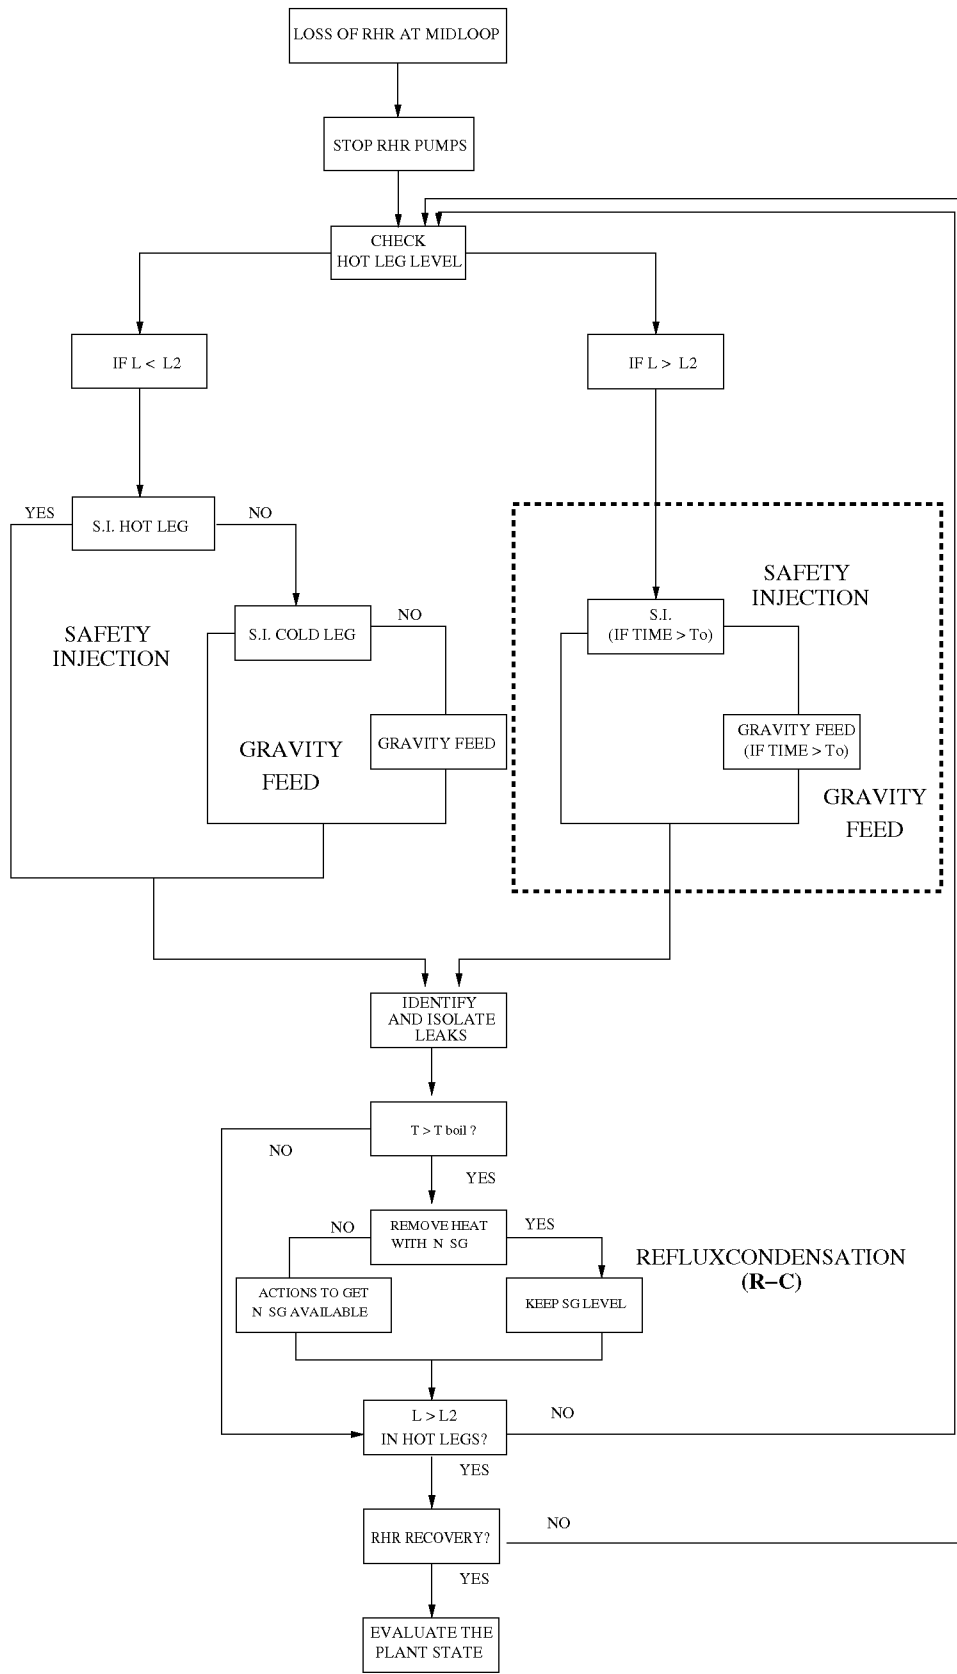 LOSS OF RHR AT MIDLOOP
STOP RHR PUMPS
CHECK
HOT LEG LEVEL
IF L < L2
IF L > L2
YES
S.I. HOT LEG
NO
SAFETY
INJECTION
S.I. COLD LEG
NO
GRAVITY
FEED
GRAVITY FEED
SAFETY
INJECTION
S.I.
(IF TIME > To)
GRAVITY FEED
(IF TIME > To)
GRAVITY
FEED
IDENTIFY
AND ISOLATE
LEAKS
T > T boil ?
NO
YES
NO
REMOVE HEAT
WITH N SG
YES
REFLUXCONDENSATION
(R−C)
ACTIONS TO GET
N SG AVAILABLE
KEEP SG LEVEL
L > L2
IN HOT LEGS?
NO
YES
RHR RECOVERY?
NO
YES
EVALUATE THE
PLANT STATE